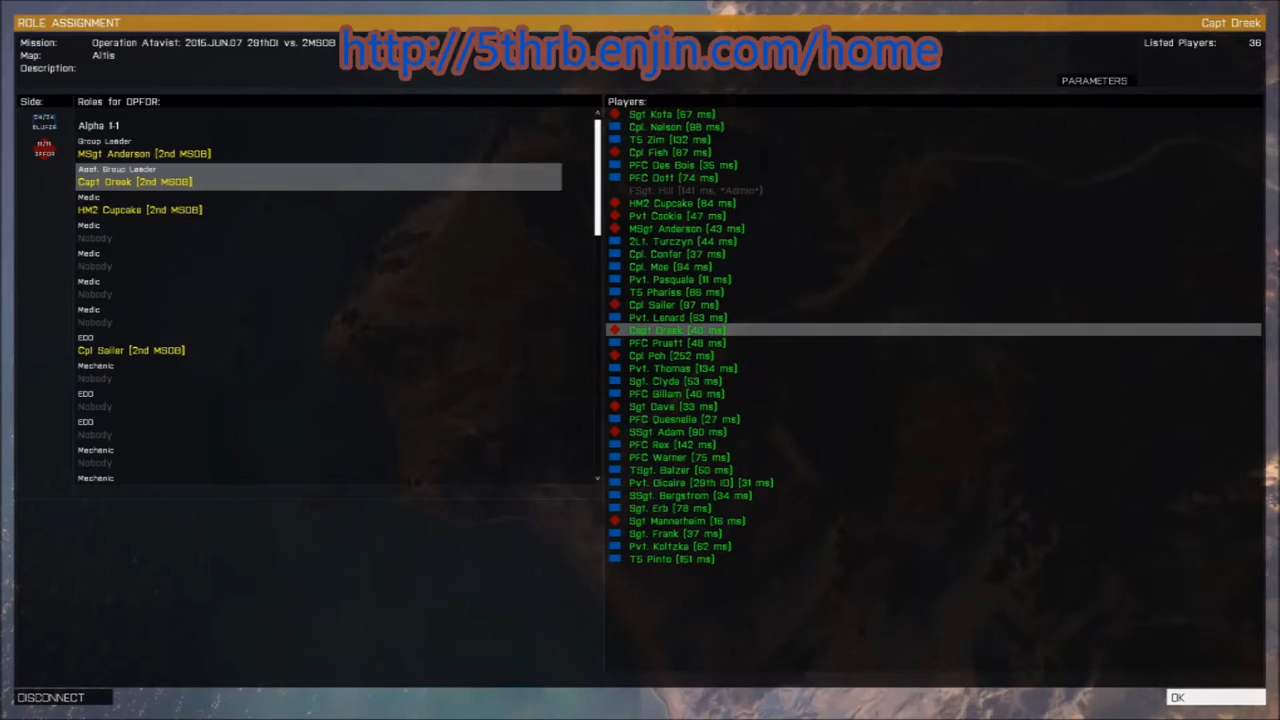 ROLE ASSIGNMENT
Capt Dreek
Mission: Operation Atavist: 2015.JUN.07 29thDI vs. 2MSOB
Map: Altis
Description:
http://5thrb.enjin.com/home
Listed Players: 36
PARAMETERS
Side:
Roles for OPFOR:
BLUFOR
OPFOR
Alpha 1-1
Group Leader
MSgt Anderson [2nd MSOB]
Asst. Group Leader
Capt Dreek [2nd MSOB]
Medic
HM2 Cupcake [2nd MSOB]
Medic
Nobody
Medic
Nobody
Medic
Nobody
Medic
Nobody
EOD
Cpl Sailer [2nd MSOB]
Mechanic
Nobody
EOD
Nobody
EOD
Nobody
Mechanic
Nobody
Mechanic
Players:
Sgt Kota [67 ms]
Cpl. Nelson [98 ms]
T5 Zim [132 ms]
Cpl Fish [87 ms]
PFC Des Bois [35 ms]
PFC Dott [74 ms]
FSgt. Hill [141 ms, *Admin*]
HM2 Cupcake [84 ms]
Pvt Cookie [47 ms]
MSgt Anderson [43 ms]
2Lt. Turczyn [44 ms]
Cpl. Confer [37 ms]
Cpl. Moe [94 ms]
Pvt. Pasquale [11 ms]
T5 Phariss [86 ms]
Cpl Sailer [97 ms]
Pvt. Lenard [63 ms]
Capt Dreek [40 ms]
PFC Pruett [48 ms]
Cpl Poh [252 ms]
Pvt. Thomas [134 ms]
Sgt. Clyde [53 ms]
PFC Gillam [40 ms]
Sgt Dave [33 ms]
PFC Quesnelle [27 ms]
SSgt Adam [90 ms]
PFC Rex [142 ms]
PFC Warner [75 ms]
TSgt. Balzer [50 ms]
Pvt. Dicaire [29th ID] [31 ms]
SSgt. Bergstrom [34 ms]
Sgt. Erb [78 ms]
Sgt Mannerheim [16 ms]
Sgt. Frank [37 ms]
Pvt. Koltzka [62 ms]
T5 Pinto [151 ms]
DISCONNECT
OK